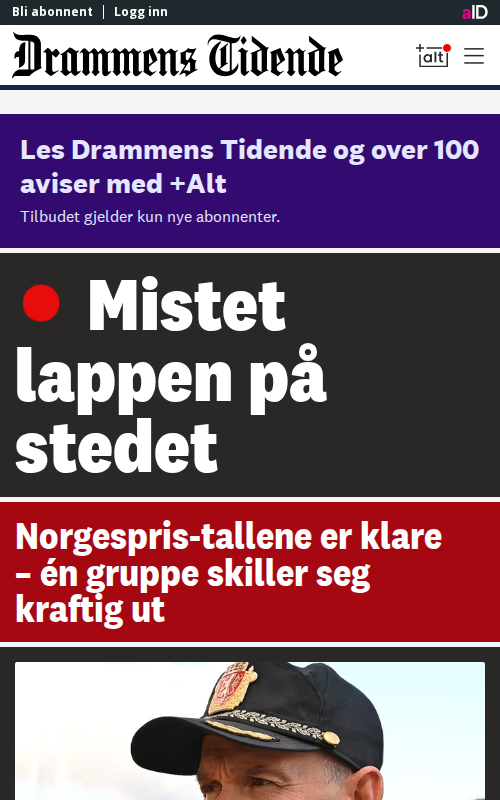 Bli abonnent | Logg inn
aID
Drammens Tidende
+alt
Les Drammens Tidende og over 100
aviser med +Alt
Tilbudet gjelder kun nye abonnenter.
Mistet
lappen på
stedet
Norgespris-tallene er klare
– én gruppe skiller seg
kraftig ut